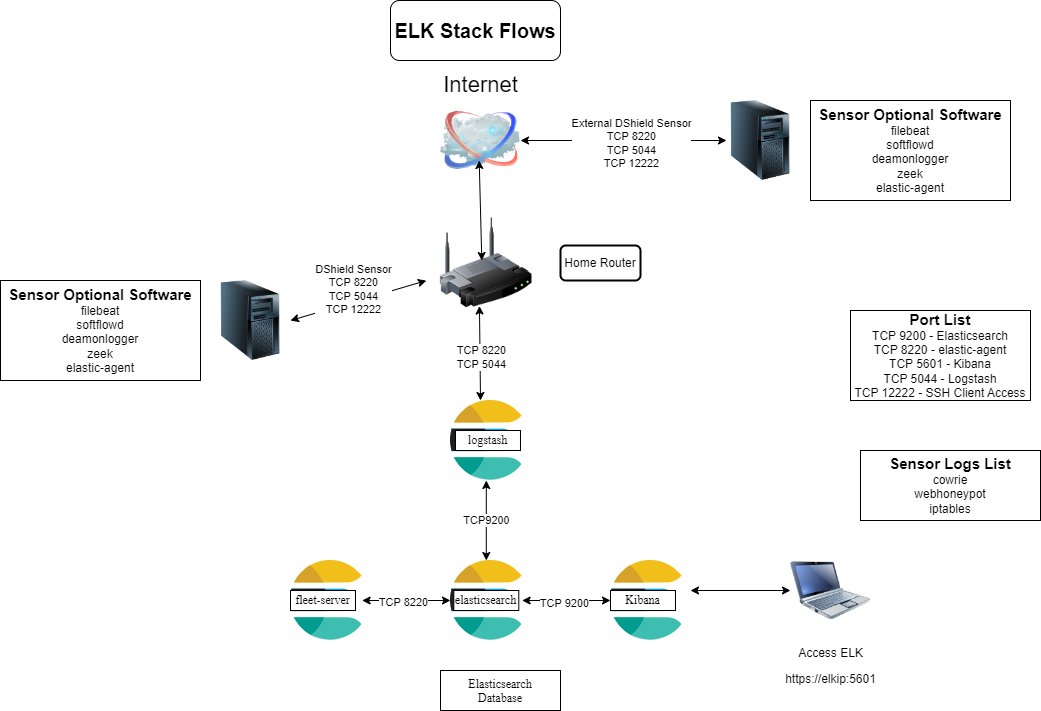 ELK Stack Flows
Internet
External DShield Sensor
TCP 8220
TCP 5044
TCP 12222
Sensor Optional Software
filebeat
softflowd
deamonlogger
zeek
elastic-agent
Home Router
DShield Sensor
TCP 8220
TCP 5044
TCP 12222
Sensor Optional Software
filebeat
softflowd
deamonlogger
zeek
elastic-agent
TCP 8220
TCP 5044
Port List
TCP 9200 - Elasticsearch
TCP 8220 - elastic-agent
TCP 5601 - Kibana
TCP 5044 - Logstash
TCP 12222 - SSH Client Access
logstash
Sensor Logs List
cowrie
webhoneypot
iptables
TCP9200
fleet-server
TCP 8220
elasticsearch
TCP 9200
Kibana
Access ELK
https://elkip:5601
Elasticsearch
Database